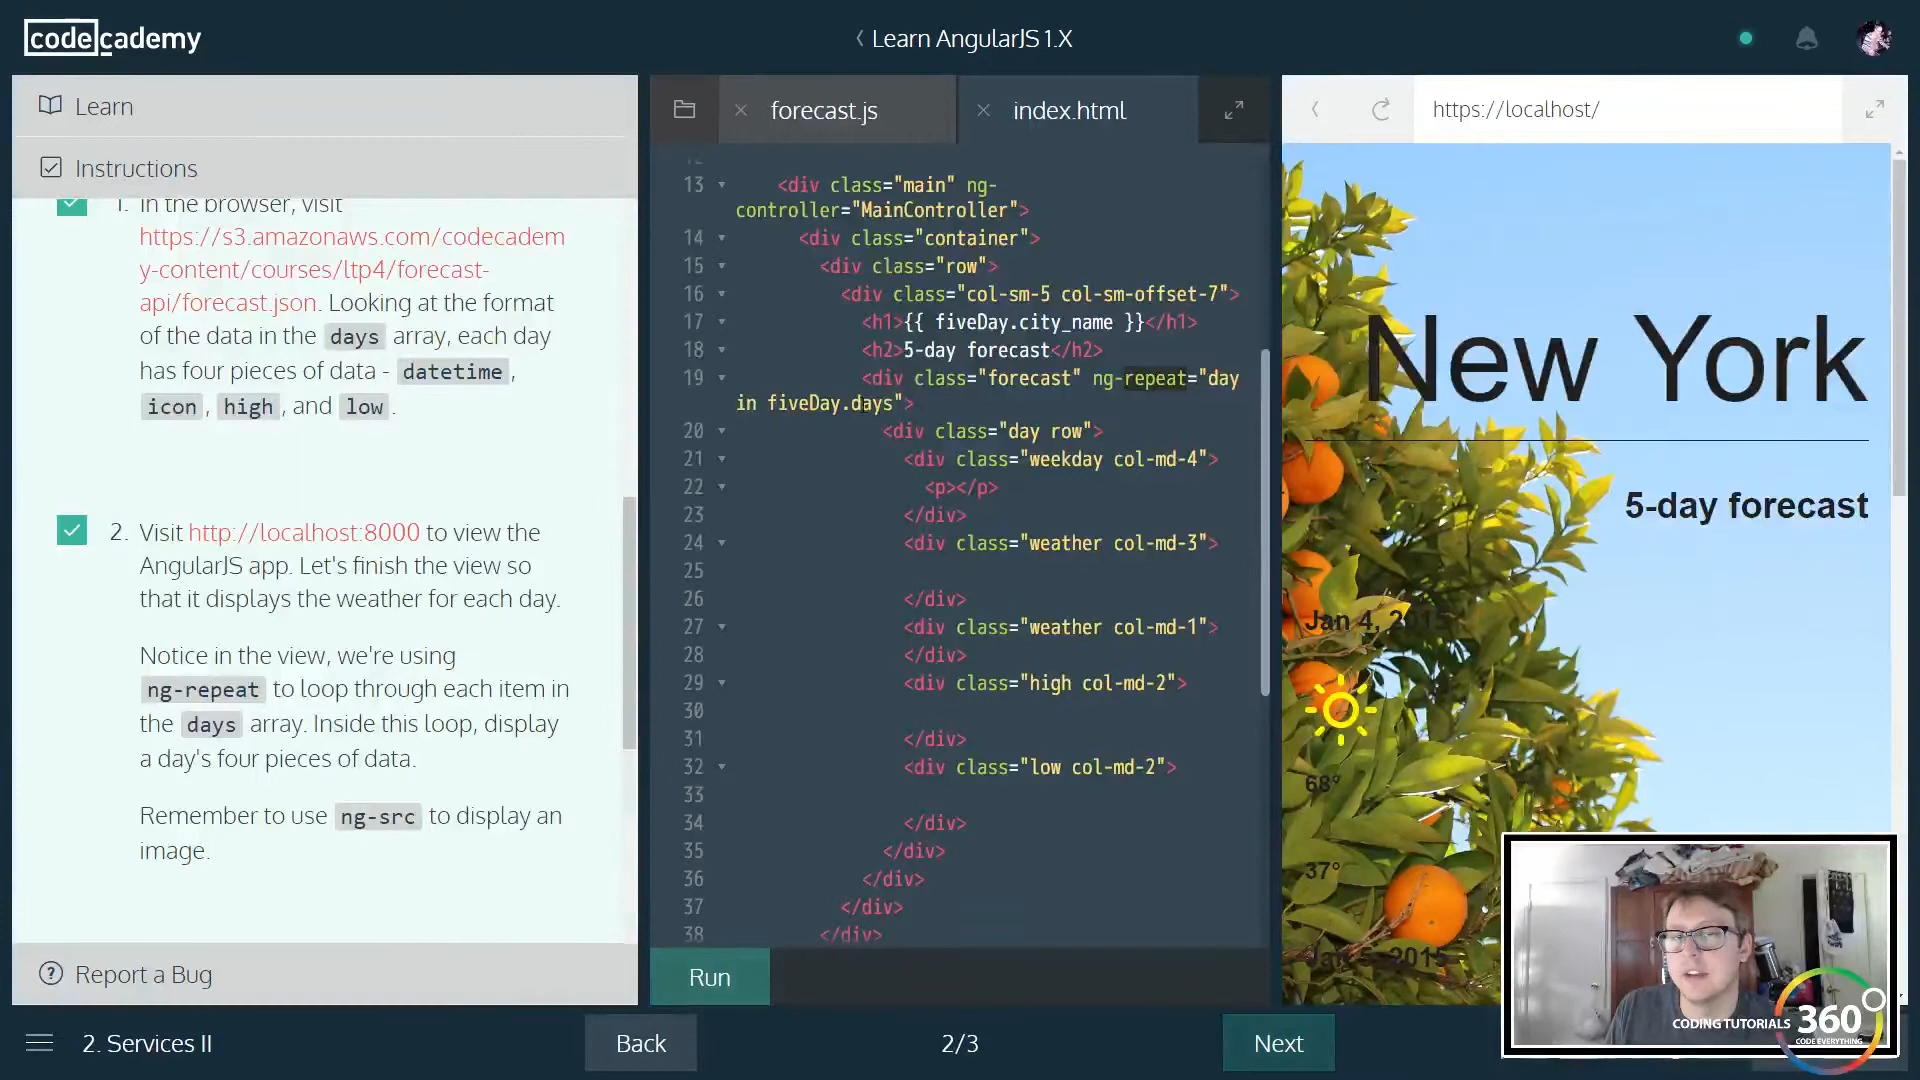 codecademy
Learn AngularJS 1.X
Learn
Instructions
1. In the browser, visit
https://s3.amazonaws.com/codecadem
y-content/courses/ltp4/forecast-
api/forecast.json. Looking at the format
of the data in the days array, each day
has four pieces of data - datetime,
icon, high, and low.
2. Visit http://localhost:8000 to view the
AngularJS app. Let's finish the view so
that it displays the weather for each day.
Notice in the view, we're using
ng-repeat to loop through each item in
the days array. Inside this loop, display
a day's four pieces of data.
Remember to use ng-src to display an
image.
Report a Bug
forecast.js
index.html
13 <div class="main" ng-
controller="MainController">
14 <div class="container">
15 <div class="row">
16 <div class="col-sm-5 col-sm-offset-7">
17 <h1>{{ fiveDay.city_name }}</h1>
18 <h2>5-day forecast</h2>
19 <div class="forecast" ng-repeat="day
in fiveDay.days">
20 <div class="day row">
21 <div class="weekday col-md-4">
22 <p></p>
23 </div>
24 <div class="weather col-md-3">
25
26 </div>
27 <div class="weather col-md-1">
28 </div>
29 <div class="high col-md-2">
30
31 </div>
32 <div class="low col-md-2">
33
34 </div>
35 </div>
36 </div>
37 </div>
38 </div>
Run
https://localhost/
New York
5-day forecast
Jan 4, 2015
68°
37°
Jan 5, 2015
CODING TUTORIALS 360
CODE EVERYTHING
2. Services II
Back
2/3
Next